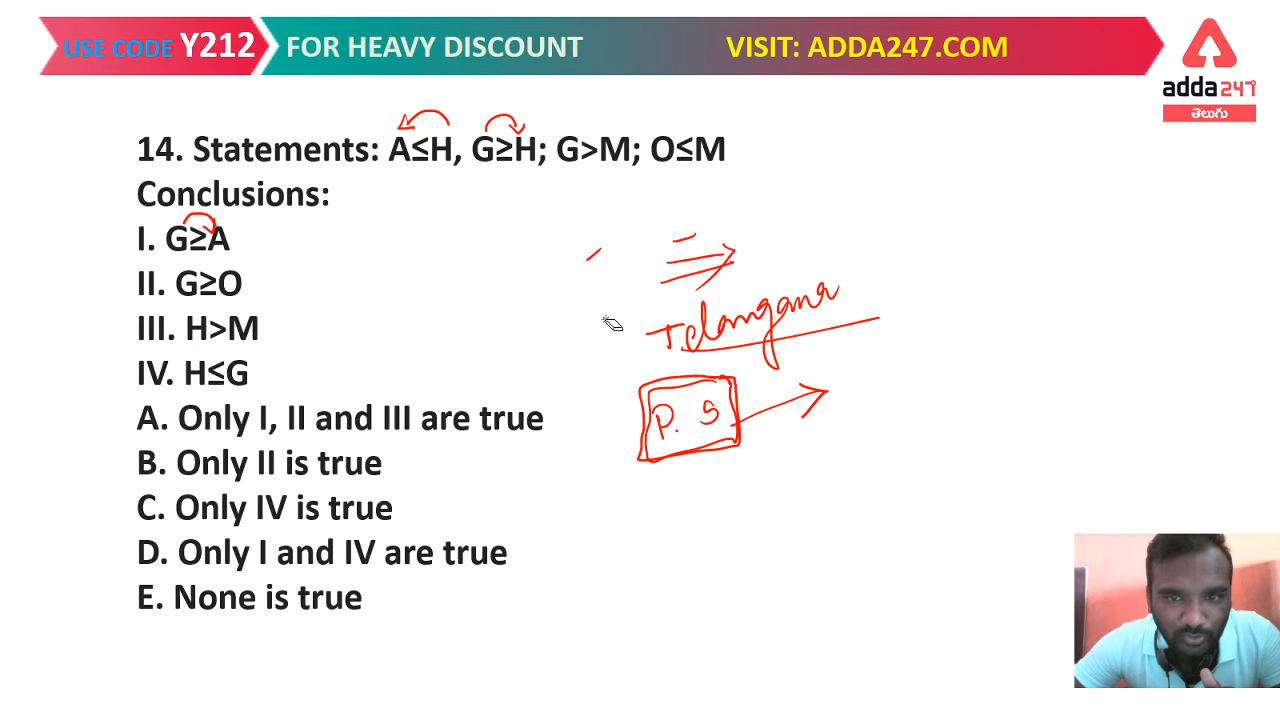 USE CODE Y212 FOR HEAVY DISCOUNT VISIT: ADDA247.COM
adda247
తెలుగు
14. Statements: A≤H, G≥H; G>M; O≤M
Conclusions:
I. G≥A
II. G≥O
III. H>M
IV. H≤G
A. Only I, II and III are true
B. Only II is true
C. Only IV is true
D. Only I and IV are true
E. None is true
Telangana
P. S